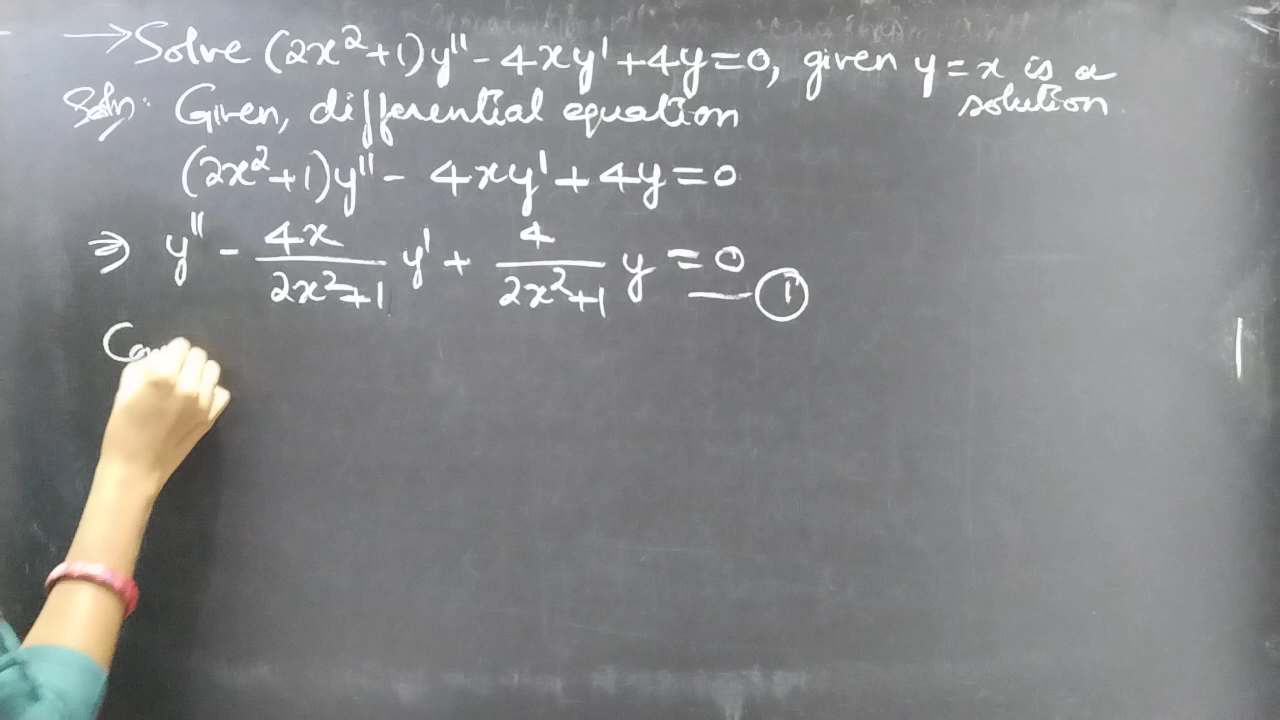 → Solve (2x²+1)y'' - 4xy' + 4y = 0, given y = x is a
solution.
Soln: Given, differential equation
(2x²+1)y'' - 4xy' + 4y = 0
⇒ y'' - 4x/(2x²+1) y' + 4/(2x²+1) y = 0 — ①